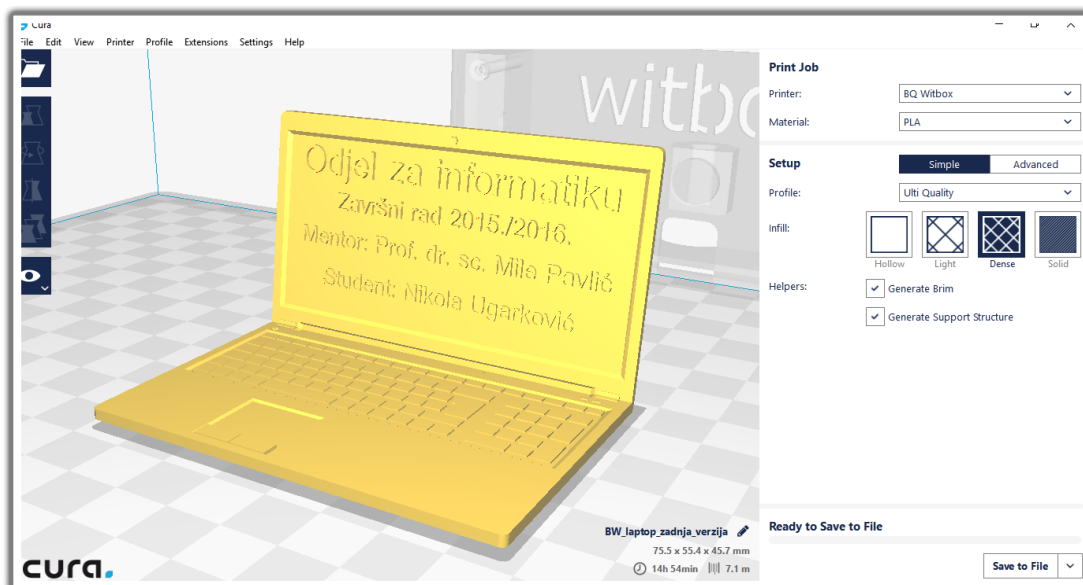 Cura
File Edit View Printer Profile Extensions Settings Help
witbo
Odjel za informatiku
Završni rad 2015./2016.
Mentor: Prof. dr. sc. Mile Pavlić
Student: Nikola Ugarković
BW_laptop_zadnja_verzija
75.5 x 55.4 x 45.7 mm
14h 54min 7.1 m
cura.
Print Job
Printer: BQ Witbox
Material: PLA
Setup Simple Advanced
Profile: Ulti Quality
Infill:
Hollow Light Dense Solid
Helpers: Generate Brim
Generate Support Structure
Ready to Save to File
Save to File